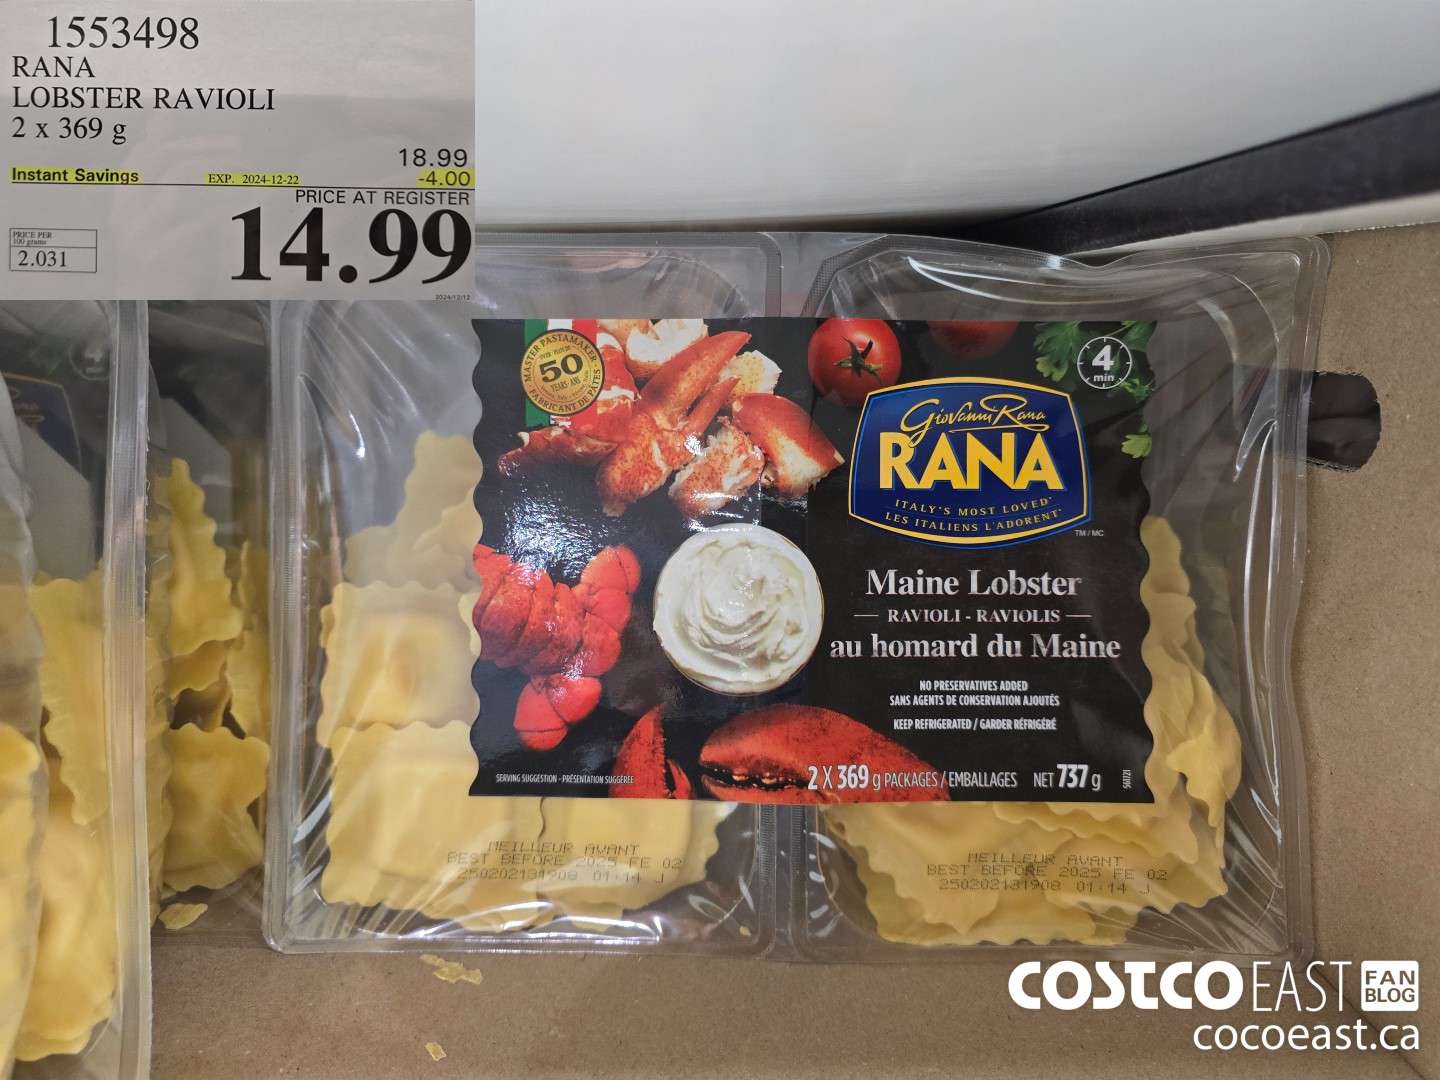 1553498
RANA
LOBSTER RAVIOLI
2 x 369 g
18.99
Instant Savings EXP. 2024-12-22 -4.00
PRICE AT REGISTER
14.99
PRICE PER
100 grams
2.031
2024/12/12
MASTER PASTAMAKER
50
YEARS ANS
FABRICANT DE PÂTES
4
min
Giovanni Rana
RANA
ITALY'S MOST LOVED*
LES ITALIENS L'ADORENT*
TM / MC
Maine Lobster
RAVIOLI - RAVIOLIS
au homard du Maine
NO PRESERVATIVES ADDED
SANS AGENTS DE CONSERVATION AJOUTÉS
KEEP REFRIGERATED / GARDER RÉFRIGÉRÉ
SERVING SUGGESTION - PRÉSENTATION SUGGÉRÉE
2 X 369 g PACKAGES / EMBALLAGES NET 737 g
MEILLEUR AVANT
BEST BEFORE 2025 FE 02
250202131908 01:14 J
MEILLEUR AVANT
BEST BEFORE 2025 FE 02
250202131908 01:14 J
COSTCO EAST FAN BLOG
cocoeast.ca